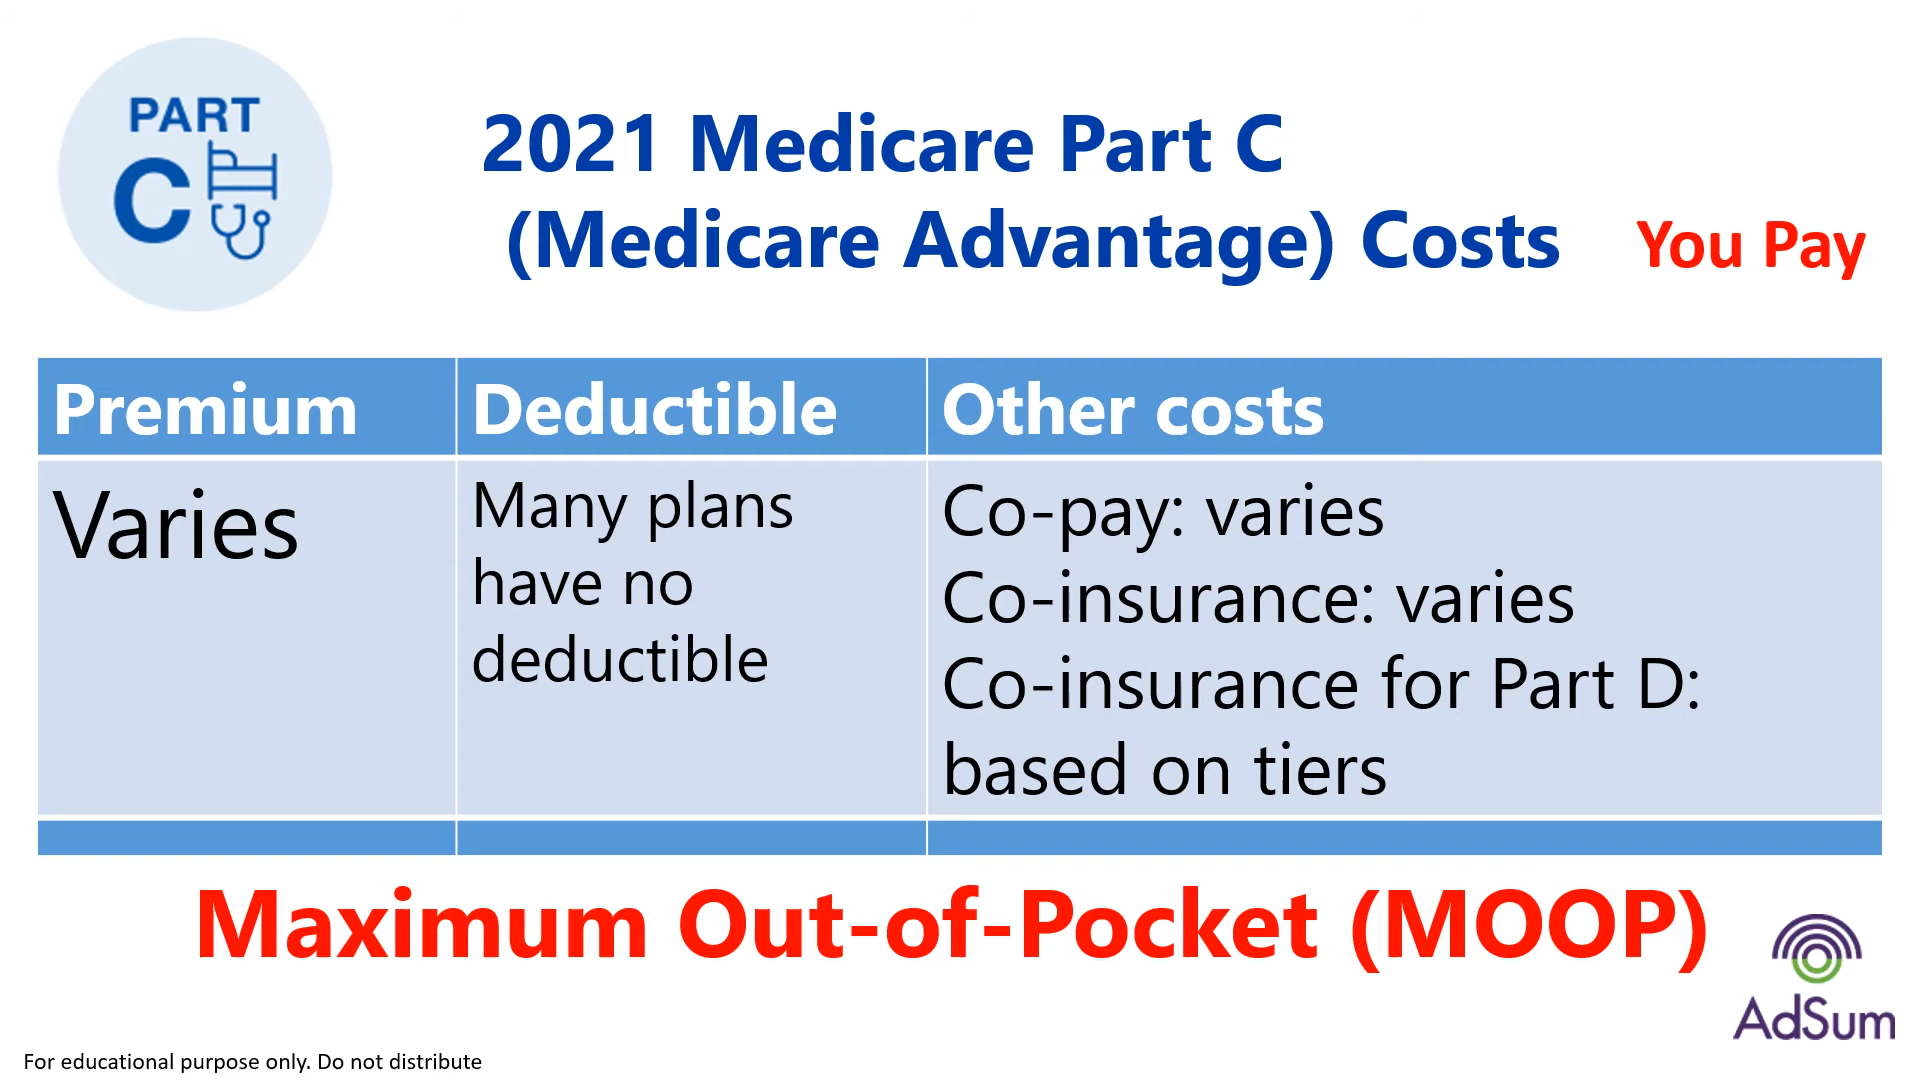 PART
C
2021 Medicare Part C
(Medicare Advantage) Costs
You Pay
Premium
Deductible
Other costs
Varies
Many plans
have no
deductible
Co-pay: varies
Co-insurance: varies
Co-insurance for Part D:
based on tiers
Maximum Out-of-Pocket (MOOP)
AdSum
For educational purpose only. Do not distribute